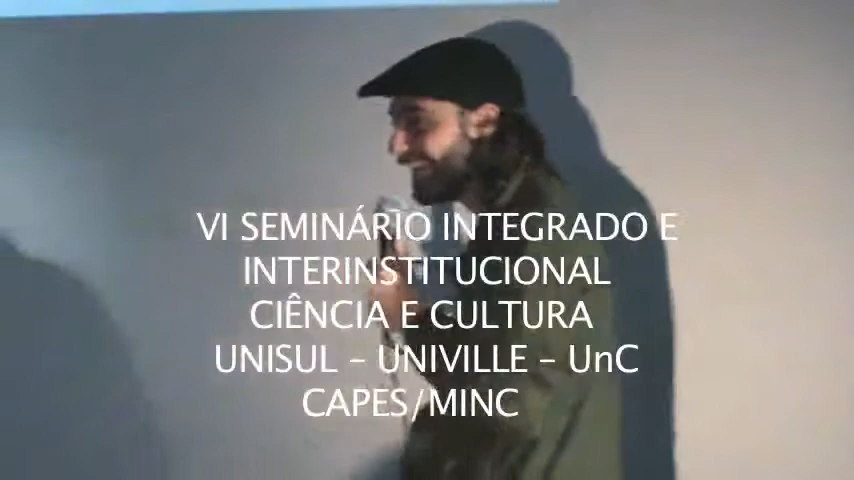 VI SEMINÁRIO INTEGRADO E
INTERINSTITUCIONAL
CIÊNCIA E CULTURA
UNISUL – UNIVILLE – UnC
CAPES/MINC